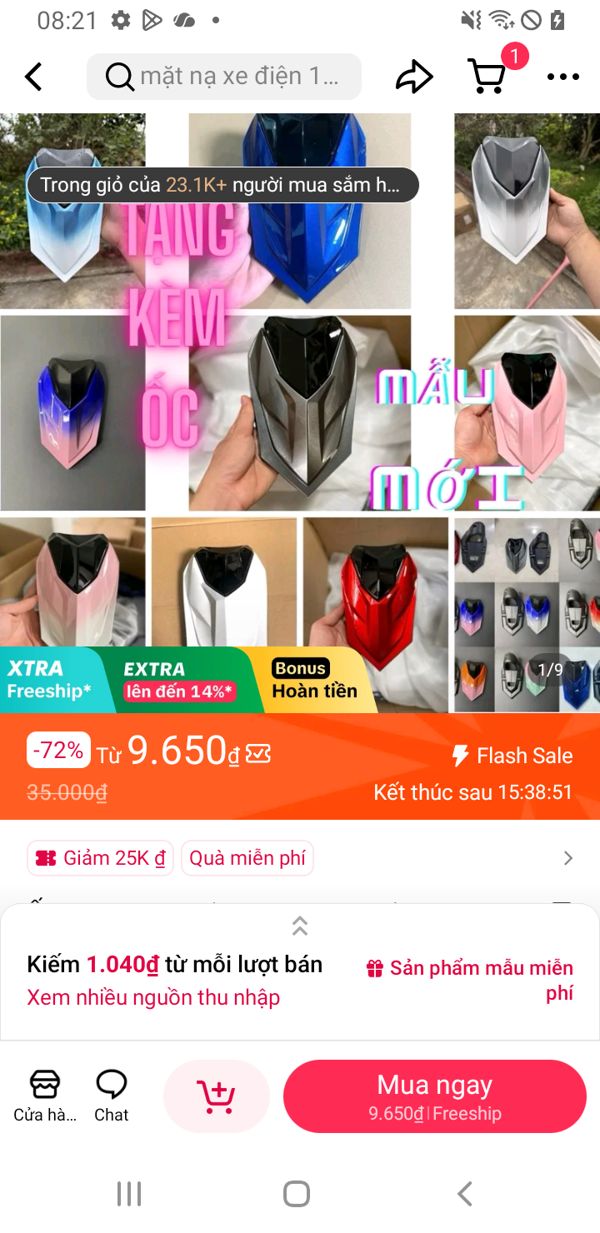 08:21
mặt nạ xe điện 1...
1
Trong giỏ của 23.1K+ người mua sắm h...
TẶNG
KÈM
ỐC
MẪU
MỚI
XTRA
Freeship*
EXTRA
lên đến 14%*
Bonus
Hoàn tiền
1/9
-72% Từ 9.650₫
Flash Sale
35.000₫
Kết thúc sau 15:38:51
Giảm 25K ₫
Quà miễn phí
Kiếm 1.040₫ từ mỗi lượt bán
Xem nhiều nguồn thu nhập
Sản phẩm mẫu miễn
phí
Cửa hà...
Chat
Mua ngay
9.650₫ | Freeship